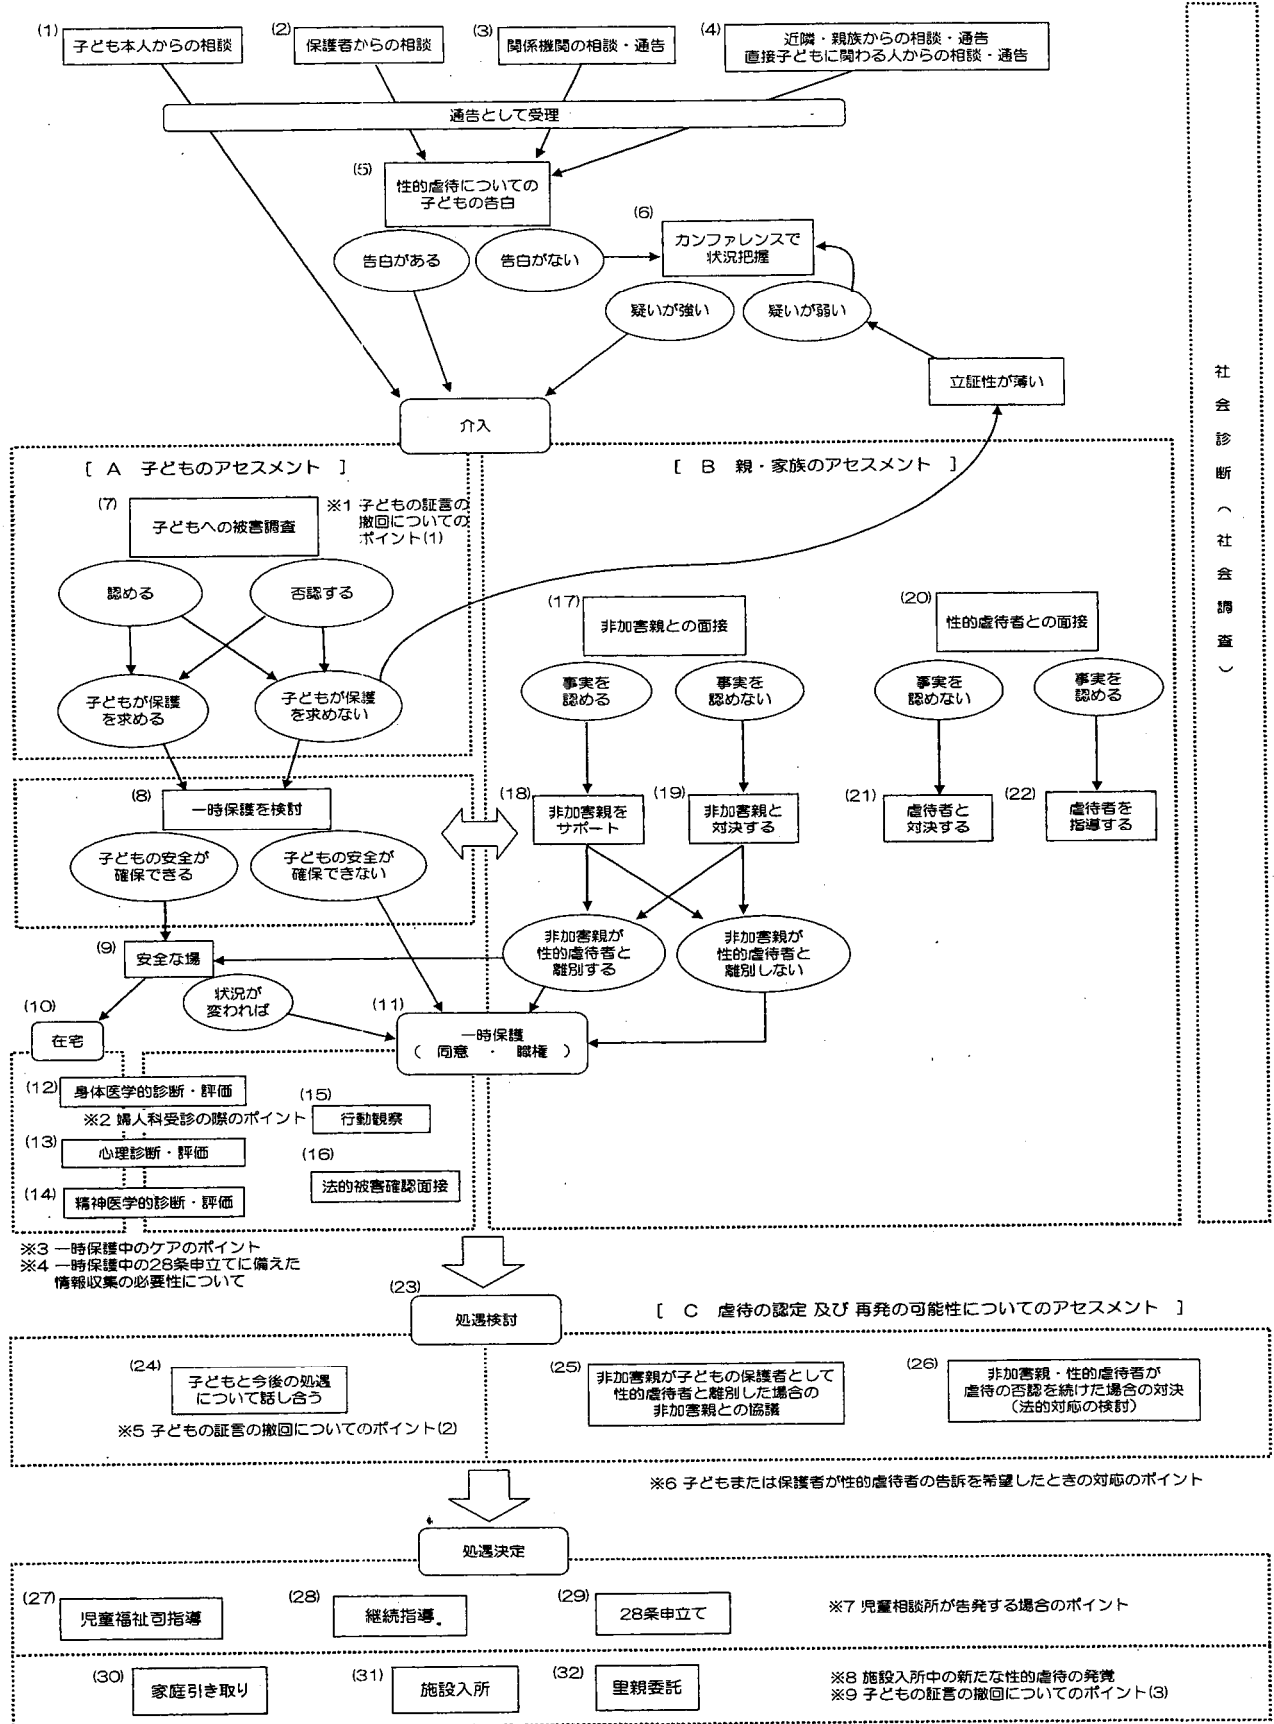 (1)
子ども本人からの相談
(2)
保護者からの相談
(3)
関係機関の相談・通告
(4)
近隣・親族からの相談・通告
直接子どもに関わる人からの相談・通告
通告として受理
(5)
性的虐待についての
子どもの告白
告白がある
告白がない
(6)
カンファレンスで
状況把握
疑いが強い
疑いが弱い
立証性が薄い
介入
社会診断(社会調査)
[ A 子どものアセスメント ]
(7)
子どもへの被害調査
※1 子どもの証言の
撤回についての
ポイント(1)
認める
否認する
子どもが保護
を求める
子どもが保護
を求めない
(8)
一時保護を検討
子どもの安全が
確保できる
子どもの安全が
確保できない
(9)
安全な場
状況が
変われば
(10)
在宅
(11)
一時保護
( 同意 ・ 職権 )
[ B 親・家族のアセスメント ]
(17)
非加害親との面接
事実を
認める
事実を
認めない
(20)
性的虐待者との面接
事実を
認めない
事実を
認める
(18)
非加害親を
サポート
(19)
非加害親と
対決する
(21)
虐待者と
対決する
(22)
虐待者を
指導する
非加害親が
性的虐待者と
離別する
非加害親が
性的虐待者と
離別しない
(12)
身体医学的診断・評価
※2 婦人科受診の際のポイント
(13)
心理診断・評価
(14)
精神医学的診断・評価
(15)
行動観察
(16)
法的被害確認面接
※3 一時保護中のケアのポイント
※4 一時保護中の28条申立てに備えた
情報収集の必要性について
(23)
処遇検討
[ C 虐待の認定 及び 再発の可能性についてのアセスメント ]
(24)
子どもと今後の処遇
について話し合う
※5 子どもの証言の撤回についてのポイント(2)
(25)
非加害親が子どもの保護者として
性的虐待者と離別した場合の
非加害親との協議
(26)
非加害親・性的虐待者が
虐待の否認を続けた場合の対決
(法的対応の検討)
※6 子どもまたは保護者が性的虐待者の告訴を希望したときの対応のポイント
処遇決定
(27)
児童福祉司指導
(28)
継続指導
(29)
28条申立て
※7 児童相談所が告発する場合のポイント
(30)
家庭引き取り
(31)
施設入所
(32)
里親委託
※8 施設入所中の新たな性的虐待の発覚
※9 子どもの証言の撤回についてのポイント(3)